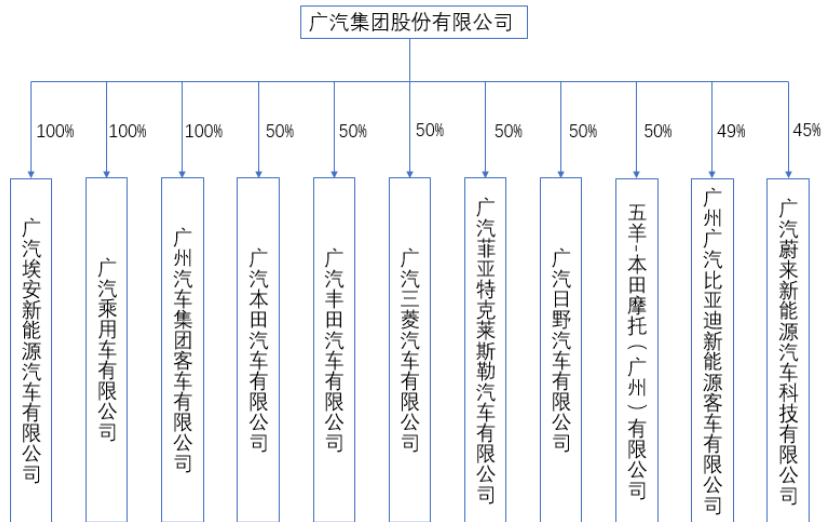 广汽集团股份有限公司
100%
100%
100%
50%
50%
50%
50%
50%
50%
49%
45%
广汽埃安新能源汽车有限公司
广汽乘用车有限公司
广州汽车集团客车有限公司
广汽本田汽车有限公司
广汽丰田汽车有限公司
广汽三菱汽车有限公司
广汽菲亚特克莱斯勒汽车有限公司
广汽日野汽车有限公司
五羊-本田摩托（广州）有限公司
广州广汽比亚迪新能源客车有限公司
广汽蔚来新能源汽车科技有限公司